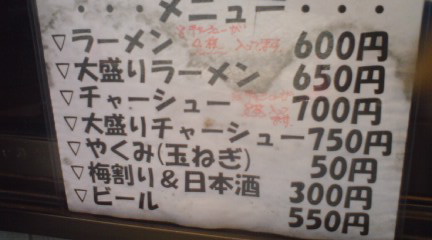 ・・・メニュー・・・
▽ラーメン 600円
▽大盛りラーメン 650円
▽チャーシュー 700円
▽大盛りチャーシュー 750円
▽やくみ(玉ねぎ) 50円
▽梅割り＆日本酒 300円
▽ビール 550円